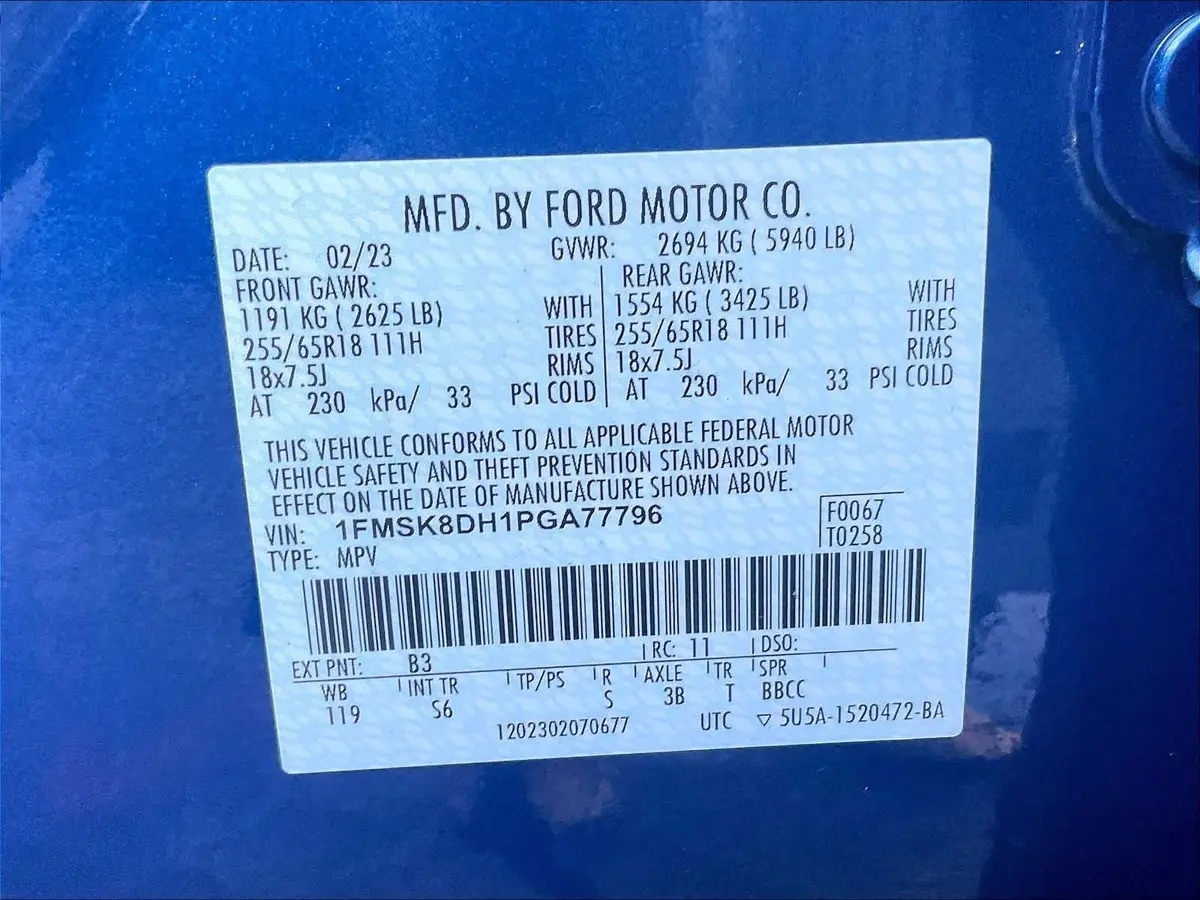 MFD. BY FORD MOTOR CO.
DATE: 02/23 GVWR: 2694 KG ( 5940 LB)
FRONT GAWR: REAR GAWR:
1191 KG ( 2625 LB) WITH 1554 KG ( 3425 LB) WITH
255/65R18 111H TIRES 255/65R18 111H TIRES
18x7.5J RIMS 18x7.5J RIMS
AT 230 kPa/ 33 PSI COLD AT 230 kPa/ 33 PSI COLD
THIS VEHICLE CONFORMS TO ALL APPLICABLE FEDERAL MOTOR
VEHICLE SAFETY AND THEFT PREVENTION STANDARDS IN
EFFECT ON THE DATE OF MANUFACTURE SHOWN ABOVE.
VIN: 1FMSK8DH1PGA77796 F0067
TYPE: MPV T0258
EXT PNT: B3 RC: 11 DSO:
WB INT TR TP/PS R AXLE TR SPR
119 S6 S 3B T BBCC
1202302070677 UTC ▽ 5U5A-1520472-BA